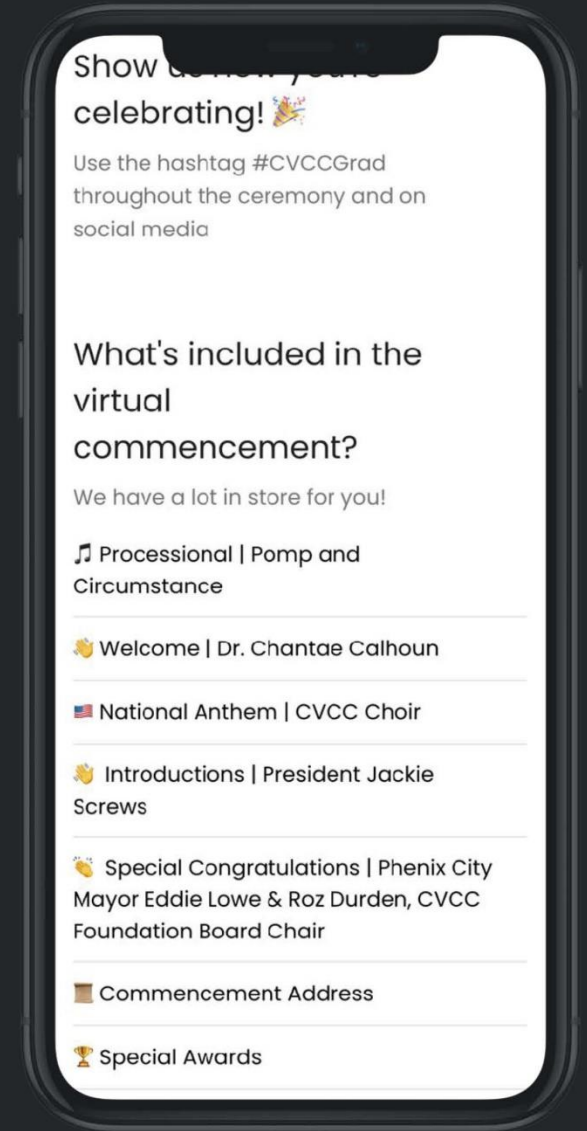 Show
celebrating! 🎉
Use the hashtag #CVCCGrad
throughout the ceremony and on
social media
What's included in the
virtual
commencement?
We have a lot in store for you!
🎵 Processional | Pomp and
Circumstance
👋 Welcome | Dr. Chantae Calhoun
🇺🇸 National Anthem | CVCC Choir
👋 Introductions | President Jackie
Screws
👏 Special Congratulations | Phenix City
Mayor Eddie Lowe & Roz Durden, CVCC
Foundation Board Chair
📜 Commencement Address
🏆 Special Awards